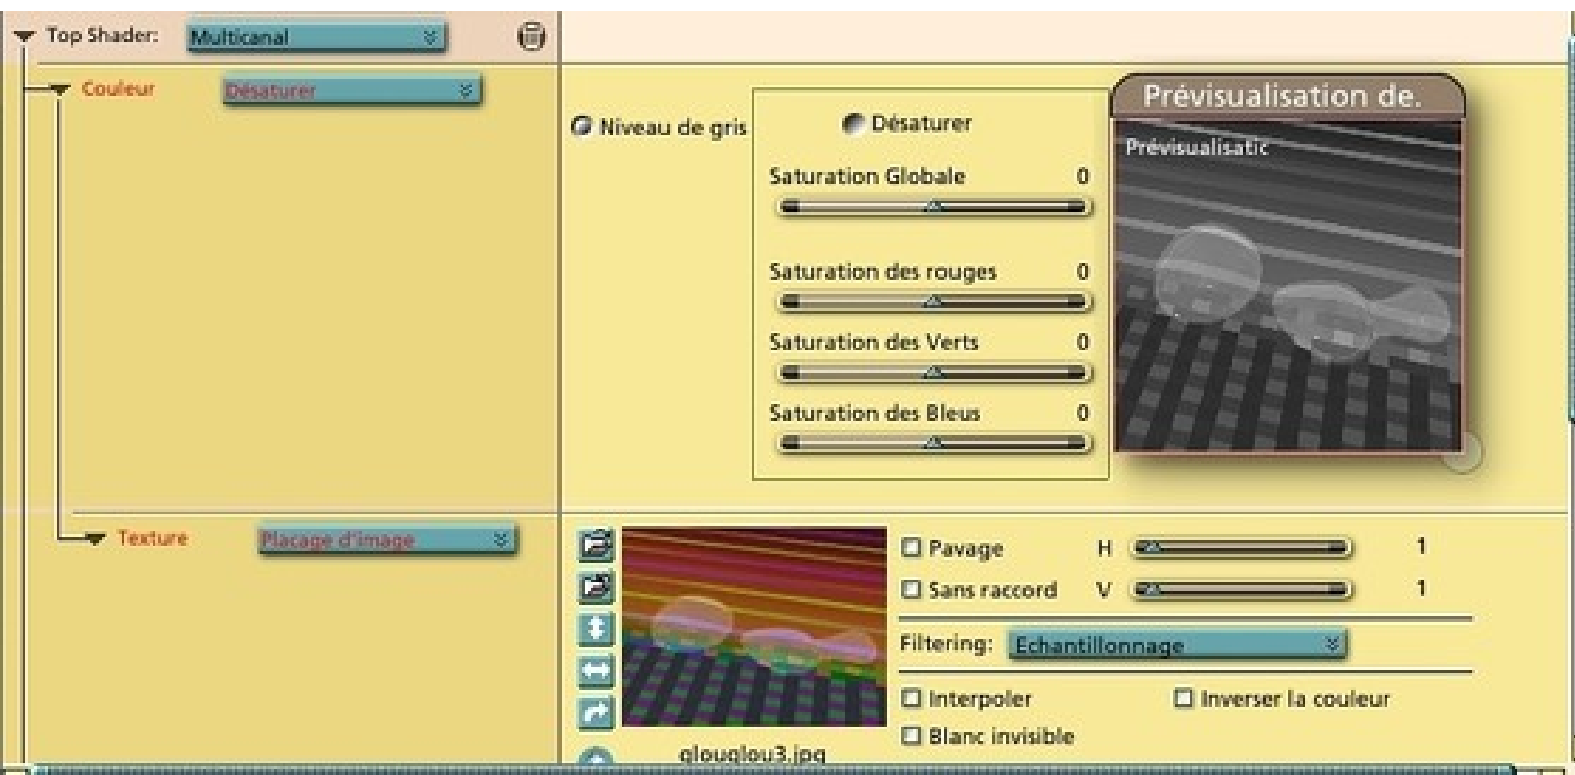 Top Shader: Multicanal
Couleur Désaturer
Prévisualisation de.
Prévisualisatic
Niveau de gris
Désaturer
Saturation Globale 0
Saturation des rouges 0
Saturation des Verts 0
Saturation des Bleus 0
Texture Placage d'image
Pavage H 1
Sans raccord V 1
Filtering: Echantillonnage
Interpoler Inverser la couleur
Blanc invisible
glouglou3.jpg